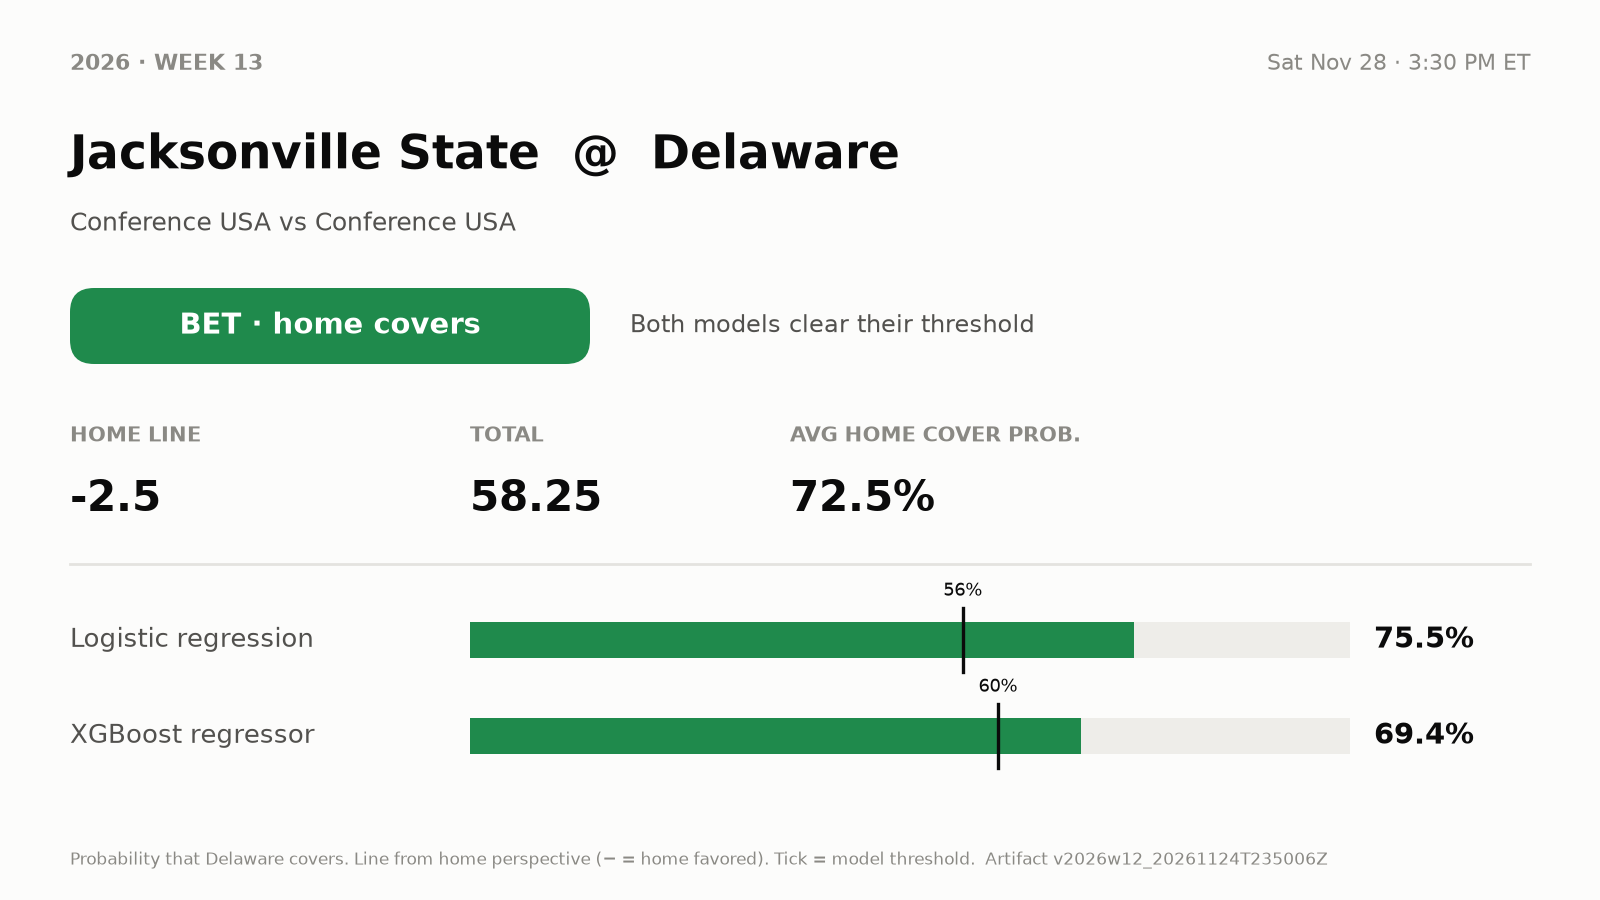 2026 · WEEK 13
Sat Nov 28 · 3:30 PM ET
Jacksonville State @ Delaware
Conference USA vs Conference USA
BET · home covers
Both models clear their threshold
HOME LINE
TOTAL
AVG HOME COVER PROB.
-2.5
58.25
72.5%
56%
Logistic regression
75.5%
60%
XGBoost regressor
69.4%
Probability that Delaware covers. Line from home perspective (− = home favored). Tick = model threshold. Artifact v2026w12_20261124T235006Z